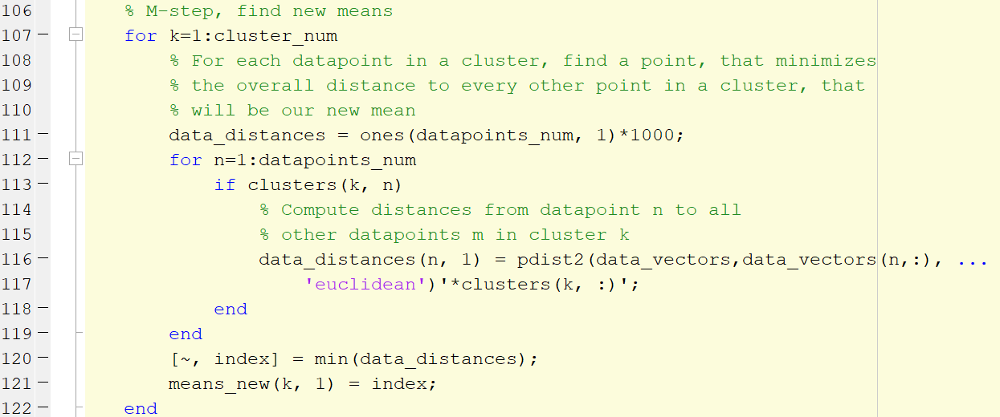 106 % M-step, find new means
107 - for k=1:cluster_num
108 % For each datapoint in a cluster, find a point, that minimizes
109 % the overall distance to every other point in a cluster, that
110 % will be our new mean
111 - data_distances = ones(datapoints_num, 1)*1000;
112 - for n=1:datapoints_num
113 - if clusters(k, n)
114 % Compute distances from datapoint n to all
115 % other datapoints m in cluster k
116 - data_distances(n, 1) = pdist2(data_vectors,data_vectors(n,:), ...
117 'euclidean')'*clusters(k, :)';
118 - end
119 - end
120 - [~, index] = min(data_distances);
121 - means_new(k, 1) = index;
122 - end